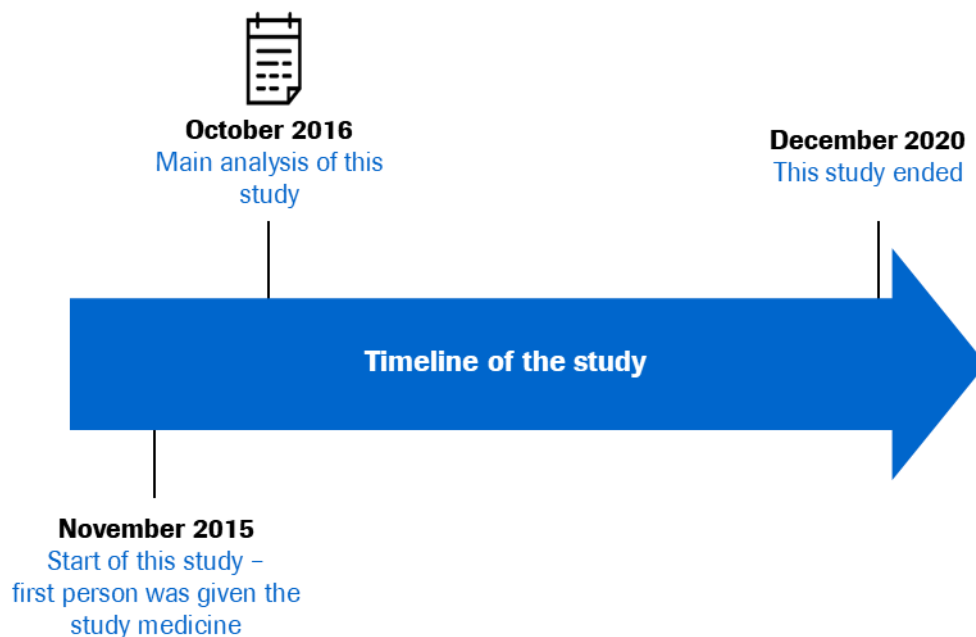 October 2016
Main analysis of this
study
December 2020
This study ended
Timeline of the study
November 2015
Start of this study –
first person was given the
study medicine